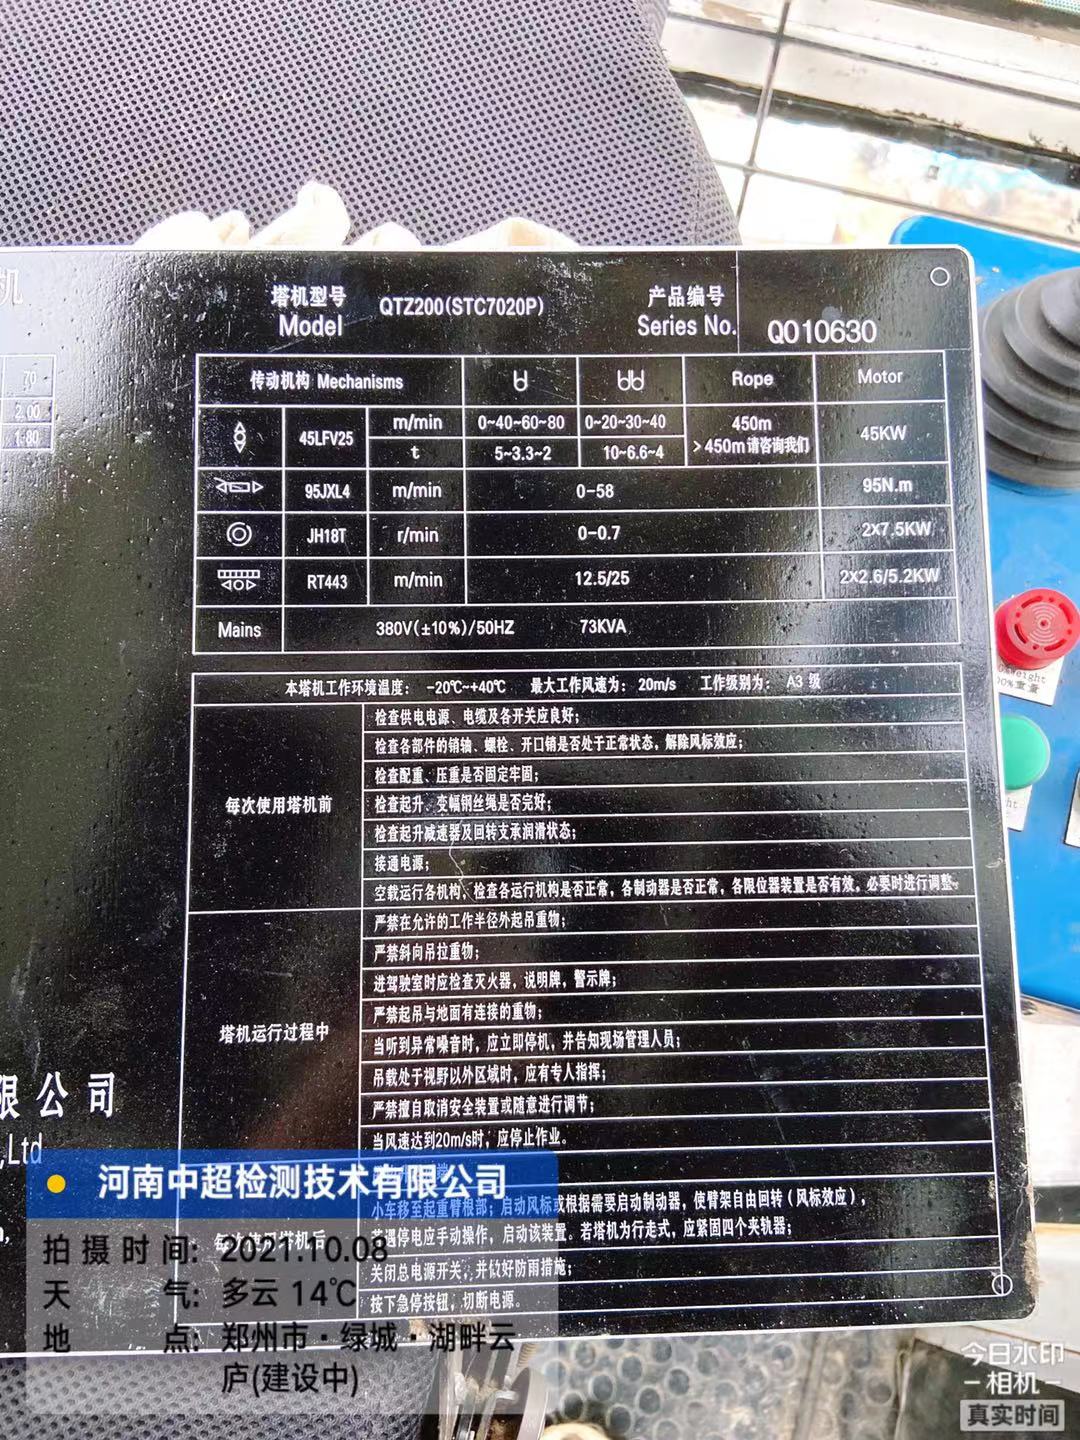 机
70
2.00
1.80
塔机型号 QTZ200(STC7020P) 产品编号
Model Series No. Q010630
传动机构 Mechanisms Rope Motor
45LFV25 m/min 0-40-60-80 0-20-30-40 450m 45KW
t 5-3.3-2 10-6.6-4 >450m请咨询我们
95JXL4 m/min 0-58 95N.m
JH18T r/min 0-0.7 2X7.5KW
RT443 m/min 12.5/25 2X2.6/5.2KW
Mains 380V(±10%)/50HZ 73KVA
本塔机工作环境温度： -20℃~+40℃ 最大工作风速为： 20m/s 工作级别为： A3 级
每次使用塔机前
检查供电电源、电缆及各开关应良好；
检查各部件的销轴、螺栓、开口销是否处于正常状态，解除风标效应；
检查配重、压重是否固定牢固；
检查起升、变幅钢丝绳是否完好；
检查起升减速器及回转支承润滑状态；
接通电源；
空载运行各机构、检查各运行机构是否正常，各制动器是否正常，各限位器装置是否有效，必要时进行调整。
塔机运行过程中
严禁在允许的工作半径外起吊重物；
严禁斜向吊拉重物；
进驾驶室时应检查灭火器，说明牌，警示牌；
严禁起吊与地面有连接的重物；
当听到异常噪音时，应立即停机，并告知现场管理人员；
吊载处于视野以外区域时，应有专人指挥；
严禁擅自取消安全装置或随意进行调节；
当风速达到20m/s时，应停止作业。
每次使用塔机后
小车移至起重臂根部；启动风标或根据需要启动制动器，使臂架自由回转（风标效应），
若遇停电应手动操作，启动该装置。若塔机为行走式，应紧固四个夹轨器；
关闭总电源开关，并做好防雨措施；
按下急停按钮，切断电源。
限公司
.,Ltd
重量
河南中超检测技术有限公司
拍摄时间: 2021.10.08
天气: 多云 14℃
地点: 郑州市·绿城·湖畔云
庐(建设中)
今日水印
相机
真实时间